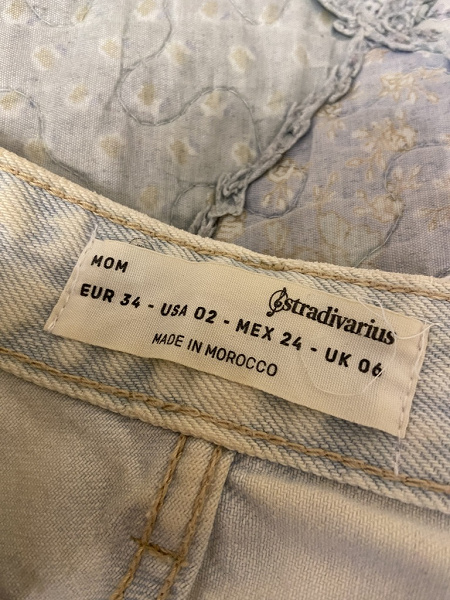 MOM
stradivarius
EUR 34 - USA 02 - MEX 24 - UK 06
MADE IN MOROCCO